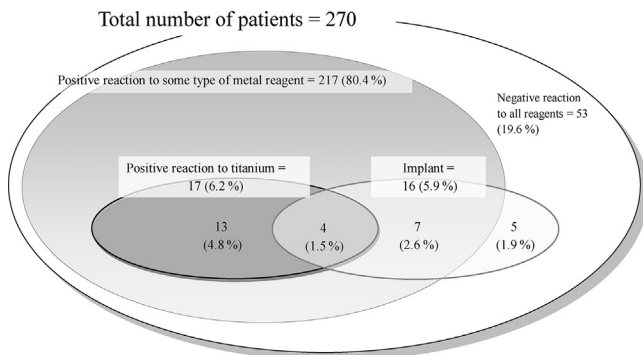 Total number of patients = 270
Positive reaction to some type of metal reagent = 217 (80.4 %)
Negative reaction
to all reagents = 53
(19.6 %)
Positive reaction to titanium =
17 (6.2 %)
Implant =
16 (5.9 %)
13
(4.8 %)
4
(1.5 %)
7
(2.6 %)
5
(1.9 %)